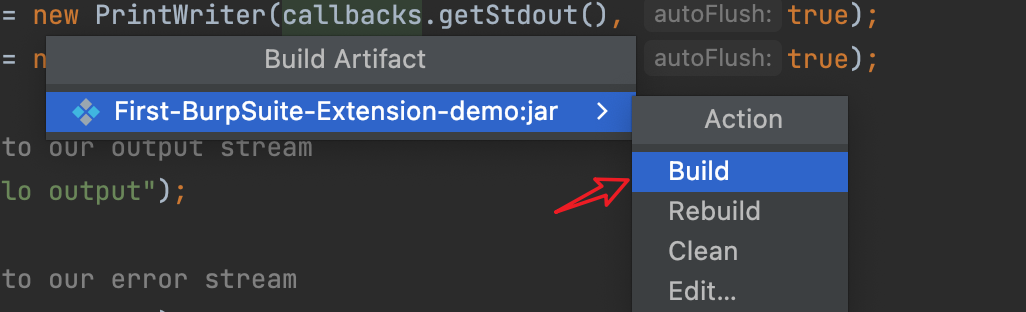 = new PrintWriter(callbacks.getStdout(), autoFlush: true);
= n autoFlush: true);
Build Artifact
First-BurpSuite-Extension-demo:jar
Action
Build
Rebuild
Clean
Edit...
to our output stream
lo output");
to our error stream